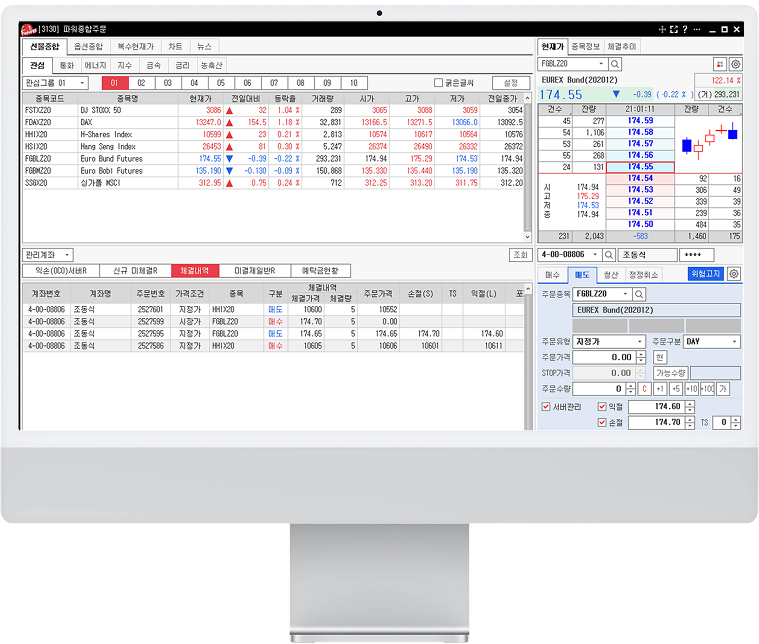 [3130] 파워종합주문
선물종합 옵션종합 복수현재가 차트 뉴스
관심 통화 에너지 지수 금속 금리 농축산
관심그룹 01 01 02 03 04 05 06 07 08 09 10 굵은글씨 설정
종목코드 종목명 현재가 전일대비 등락율 거래량 시가 고가 저가 전일종가
FSTXZ20 DJ STOXX 50 3086 ▲ 32 1.04 % 289 3065 3088 3059 3054
FDAXZ20 DAX 13247.0 ▲ 154.5 1.18 % 32,831 13166.5 13271.5 13066.0 13092.5
HHIX20 H-Shares Index 10599 ▲ 23 0.21 % 2,813 10574 10617 10564 10576
HSIX20 Hang Seng Index 26453 ▲ 81 0.30 % 5,247 26374 26490 26332 26372
FGBLZ20 Euro Bund Futures 174.55 ▼ -0.39 -0.22 % 293,231 174.94 175.29 174.53 174.94
FGBMZ20 Euro Bobl Futures 135.190 ▼ -0.130 -0.09 % 150,868 135.330 135.440 135.190 135.320
SSGX20 싱가폴 MSCI 312.95 ▲ 0.75 0.24 % 712 312.25 313.20 311.75 312.20
관리계좌 조회
익손(OCO)서버R 신규 미체결R 체결내역 미결제일반R 예탁금현황
계좌번호 계좌명 주문번호 가격조건 종목 구분 체결내역 주문가격 손절(S) TS 익절(L) 포
체결가격 체결량
4-00-08806 조동식 2527601 지정가 HHIX20 매도 10600 5 10552
4-00-08806 조동식 2527599 시장가 FGBLZ20 매수 174.70 5 0.00
4-00-08806 조동식 2527595 지정가 FGBLZ20 매도 174.65 5 174.65 174.70 174.60
4-00-08806 조동식 2527586 지정가 HHIX20 매수 10605 5 10606 10601 10611
현재가 종목정보 체결추이
FGBLZ20
EUREX Bund(202012) 122.14 %
174.55 ▼ -0.39 (-0.22 %) (거) 293,231
건수 잔량 21:01:11 잔량 건수
45 277 174.59
54 1,106 174.58
53 261 174.57
55 268 174.56
24 131 174.55
174.54 92 16
시 174.94 174.53 306 49
고 175.29 174.52 339 39
저 174.53 174.51 239 36
종 174.94 174.50 484 35
231 2,043 -583 1,460 175
4-00-08806 조동식 ****
매수 매도 청산 정정취소 위험고지
주문종목 FGBLZ20
EUREX Bund(202012)
주문유형 지정가 주문구분 DAY
주문가격 0.00 현
STOP가격 0.00 가능수량
주문수량 0 C +1 +5 +10 +100 가
서버관리 익절 174.60
손절 174.70 TS 0